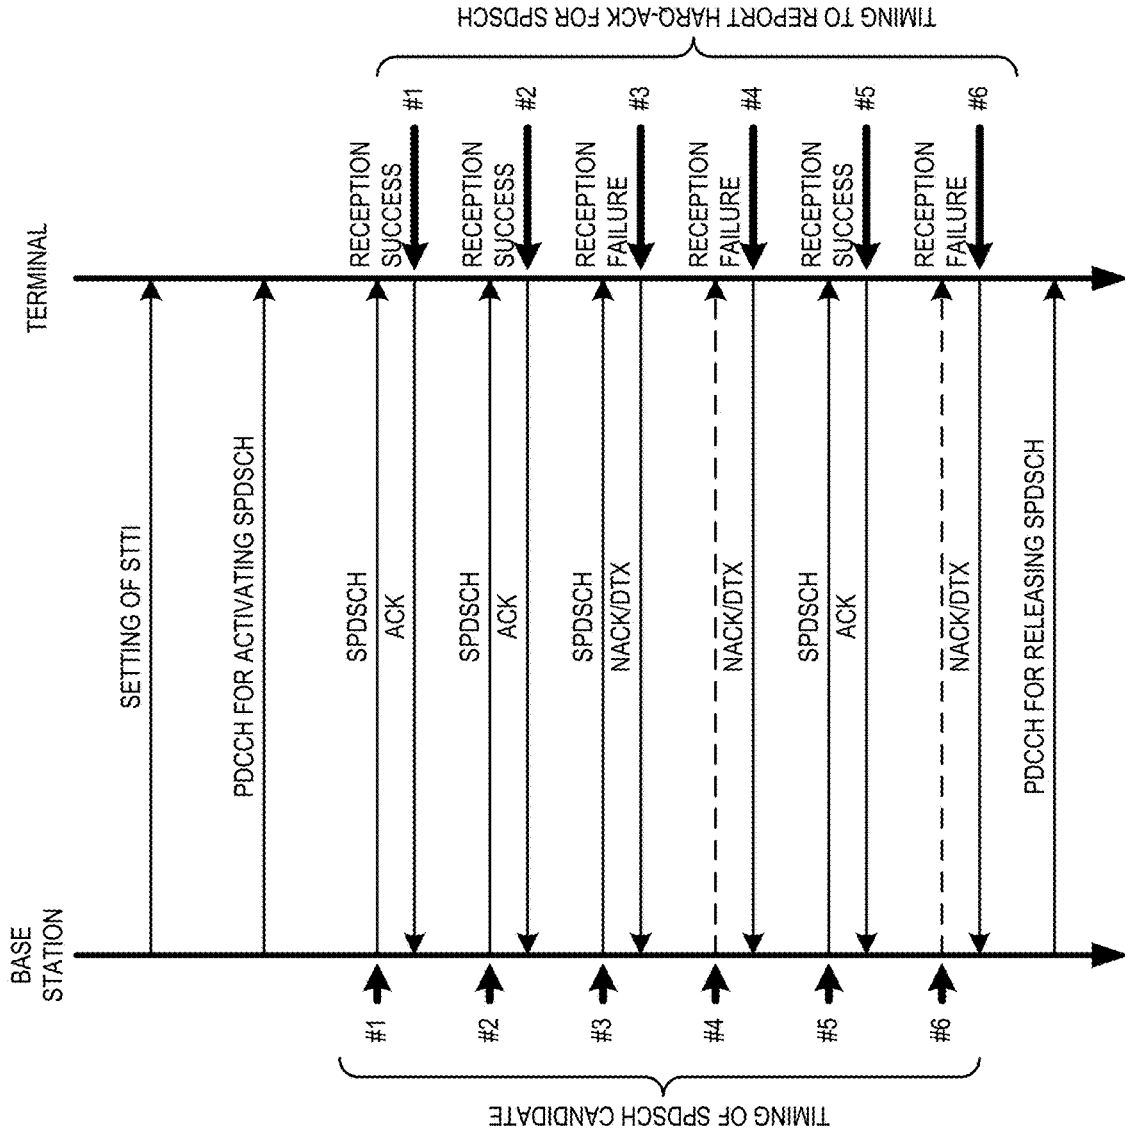 BASE
STATION
TERMINAL
SETTING OF STTI
PDCCH FOR ACTIVATING SPDSCH
TIMING OF SPDSCH CANDIDATE
TIMING TO REPORT HARQ-ACK FOR SPDSCH
#1
SPDSCH
ACK
RECEPTION
SUCCESS
#1
#2
SPDSCH
ACK
RECEPTION
SUCCESS
#2
#3
SPDSCH
NACK/DTX
RECEPTION
FAILURE
#3
#4
NACK/DTX
RECEPTION
FAILURE
#4
#5
SPDSCH
ACK
RECEPTION
SUCCESS
#5
#6
NACK/DTX
RECEPTION
FAILURE
#6
PDCCH FOR RELEASING SPDSCH